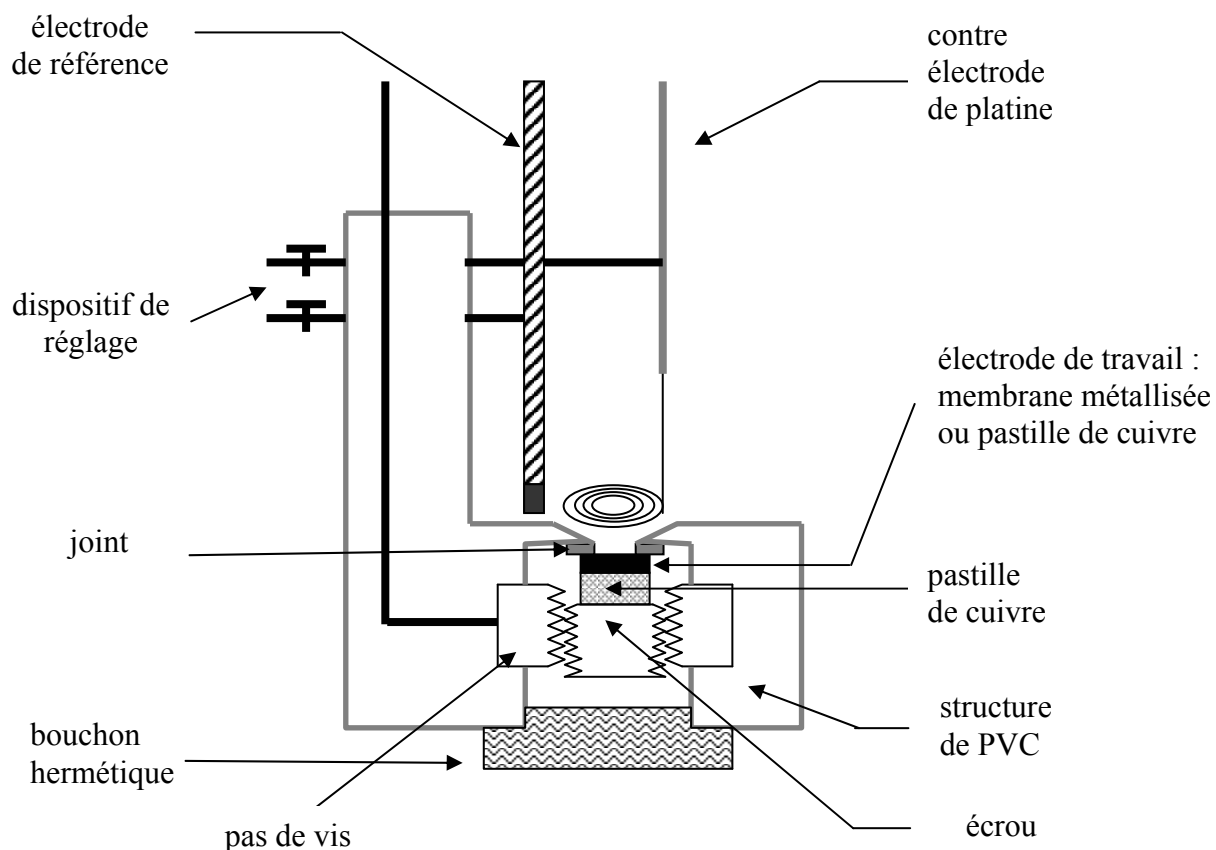 électrode
de référence
contre
électrode
de platine
dispositif de
réglage
électrode de travail :
membrane métallisée
ou pastille de cuivre
joint
pastille
de cuivre
structure
de PVC
bouchon
hermétique
pas de vis
écrou